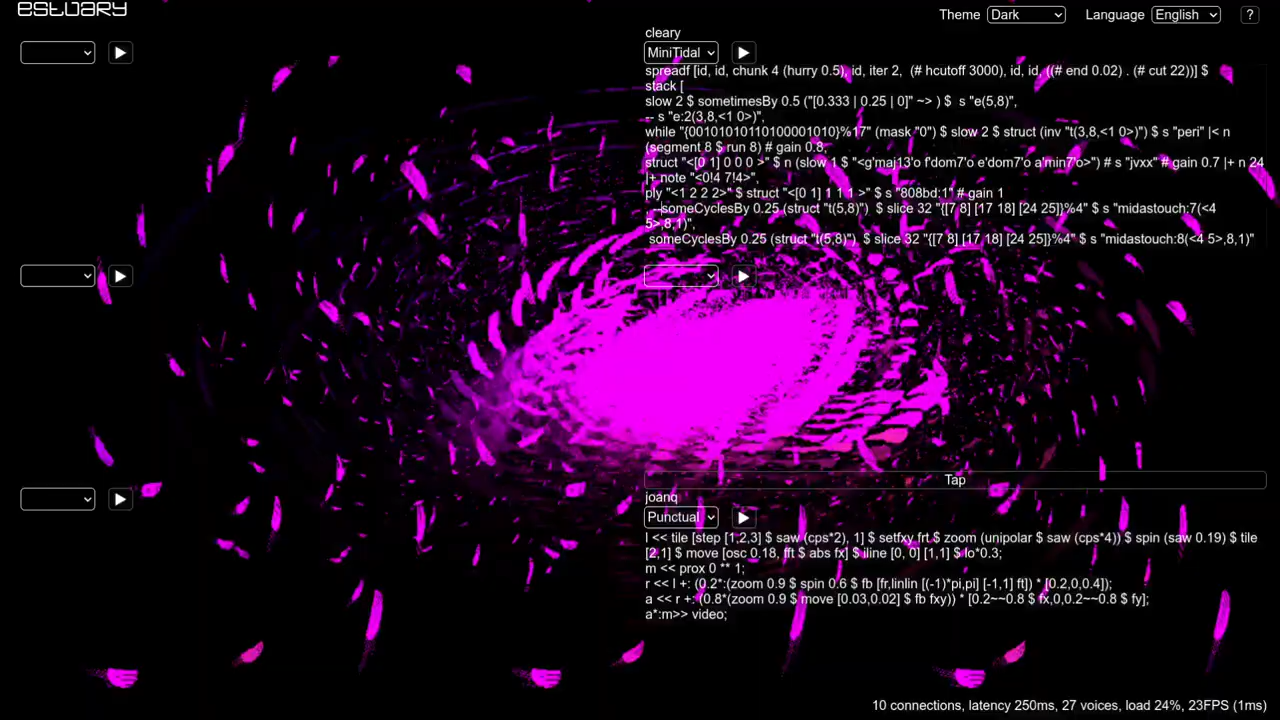 estuary
Theme Dark Language English ?
cleary
MiniTidal
spreadf [id, id, chunk 4 (hurry 0.5), id, iter 2,  (# hcutoff 3000), id, id, ((# end 0.02) . (# cut 22))] $
stack [
slow 2 $ sometimesBy 0.5 ("[0.333 | 0.25 | 0]" ~> ) $  s "e(5,8)",
-- s "e:2(3,8,<1 0>)",
while "{00101010110100001010}%17" (mask "0") $ slow 2 $ struct (inv "t(3,8,<1 0>)") $ s "peri" |< n
(segment 8 $ run 8) # gain 0.8,
struct "<[0 1] 0 0 0 >" $ n (slow 1 $ "<g'maj13'o f'dom7'o e'dom7'o a'min7'o>") # s "jvxx" # gain 0.7 |+ n 24
|+ note "<0!4 7!4>",
ply "<1 2 2 2>" $ struct "<[0 1] 1 1 1 >" $ s "808bd:1" # gain 1
--someCyclesBy 0.25 (struct "t(5,8)")  $ slice 32 "{[7 8] [17 18] [24 25]}%4" $ s "midastouch:7(<4
5>,8,1)",
someCyclesBy 0.25 (struct "t(5,8)")  $ slice 32 "{[7 8] [17 18] [24 25]}%4" $ s "midastouch:8(<4 5>,8,1)"
Tap
joanq
Punctual
l << tile [step [1,2,3] $ saw (cps*2), 1] $ setfxy frt $ zoom (unipolar $ saw (cps*4)) $ spin (saw 0.19) $ tile
[2,1] $ move [osc 0.18, fft $ abs fx] $ iline [0, 0] [1,1] $ lo*0.3;
m << prox 0 ** 1;
r << l +: (0.2*:(zoom 0.9 $ spin 0.6 $ fb [fr,linlin [(-1)*pi,pi] [-1,1] ft]) * [0.2,0,0.4]);
a << r +: (0.8*(zoom 0.9 $ move [0.03,0.02] $ fb fxy)) * [0.2~~0.8 $ fx,0,0.2~~0.8 $ fy];
a*:m>> video;
10 connections, latency 250ms, 27 voices, load 24%, 23FPS (1ms)